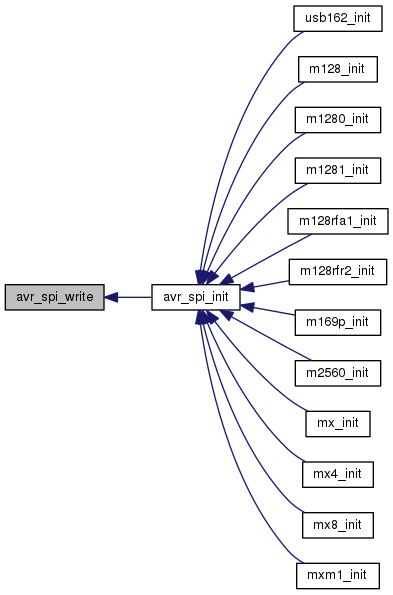 usb162_init
m128_init
m1280_init
m1281_init
m128rfa1_init
m128rfr2_init
avr_spi_write
avr_spi_init
m169p_init
m2560_init
mx_init
mx4_init
mx8_init
mxm1_init